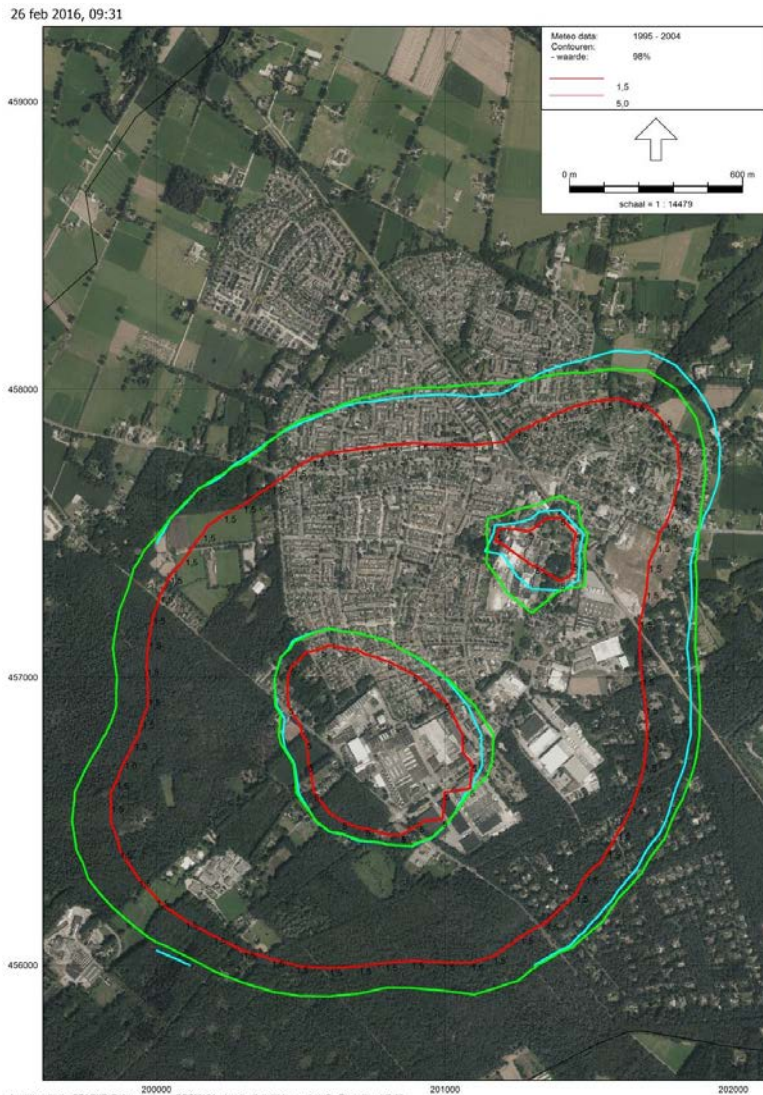 26 feb 2016, 09:31
Meteo data: 1995 - 2004
Contouren:
- waarde: 98%
1,5
5,0
0 m 600 m
schaal = 1 : 14479
459000
458000
457000
456000
200000 201000 202000